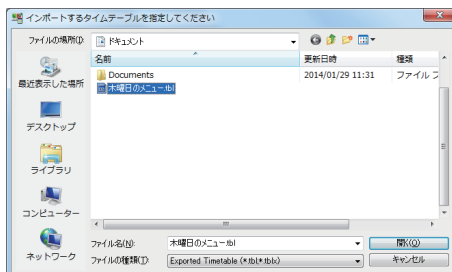 インポートするタイムテーブルを指定してください
ファイルの場所(I): ドキュメント
名前 更新日時 種類
Documents 2014/01/29 11:31 ファイル フ
木曜日のメニュー.tbl
最近表示した場所
デスクトップ
ライブラリ
コンピューター
ネットワーク
ファイル名(N): 木曜日のメニュー.tbl 開く(O)
ファイルの種類(T): Exported Timetable (*.tbl;*.tblx) キャンセル